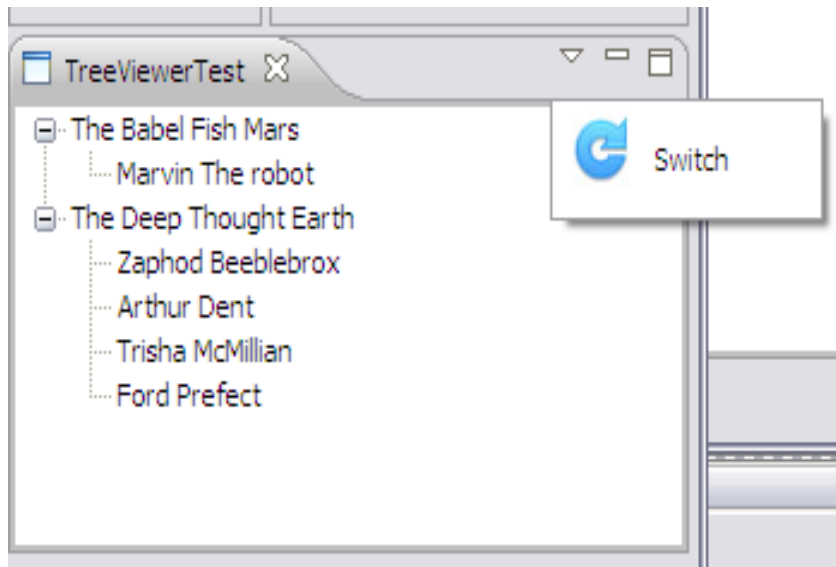 TreeViewerTest
The Babel Fish Mars
Switch
Marvin The robot
The Deep Thought Earth
Zaphod Beeblebrox
Arthur Dent
Trisha McMillian
Ford Prefect